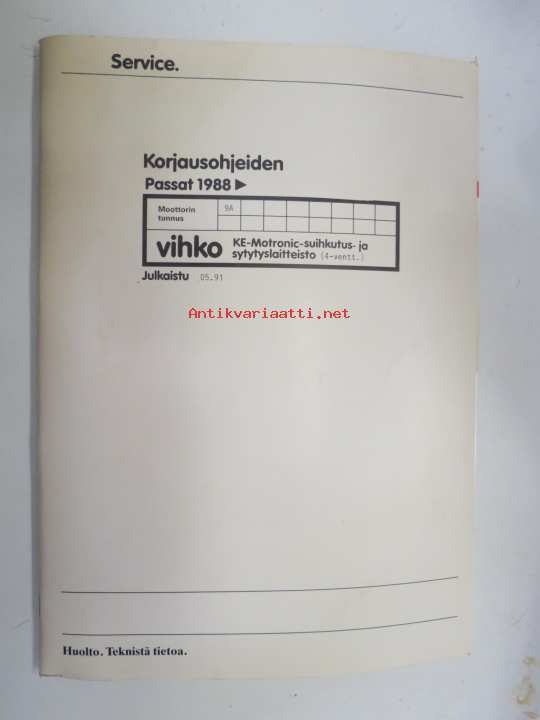 Service.
Korjausohjeiden
Passat 1988 ▶
Moottorin
tunnus
9A
vihko
KE-Motronic-suihkutus- ja
sytytyslaitteisto (4-ventt.)
Julkaistu 05.91
Antikvariaatti.net
Huolto. Teknistä tietoa.